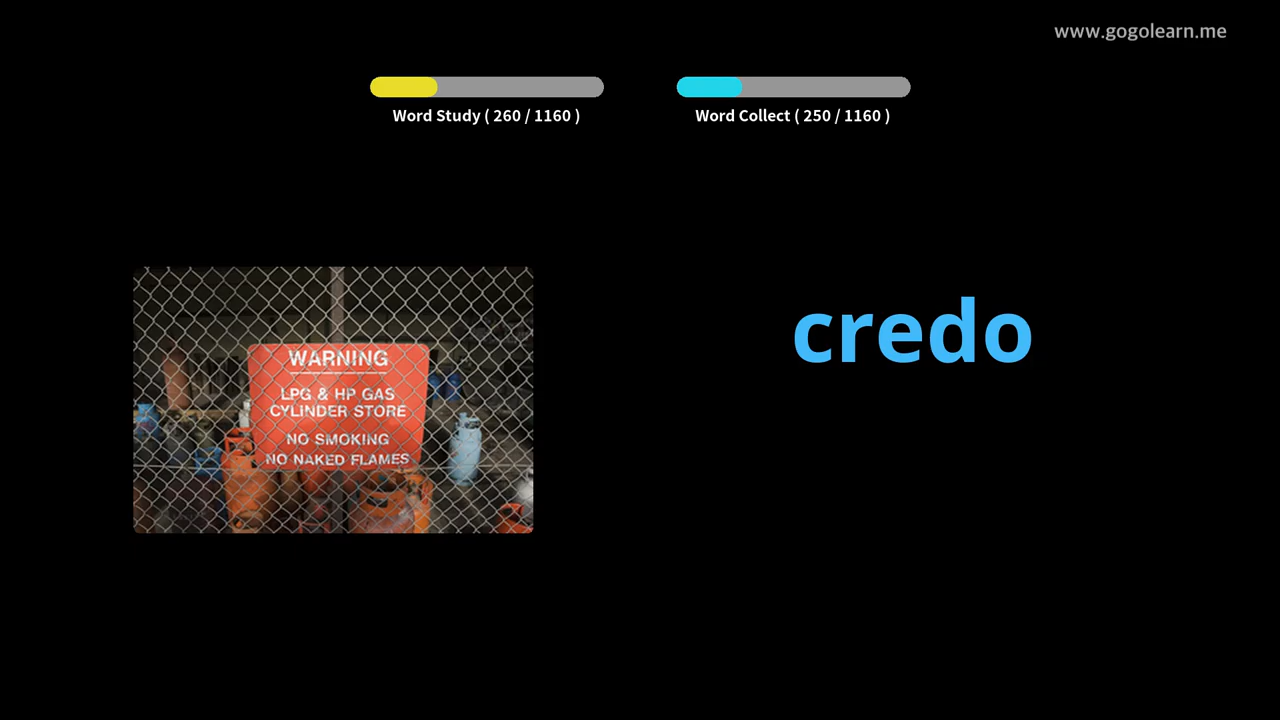 www.gogolearn.me
Word Study ( 260 / 1160 )
Word Collect ( 250 / 1160 )
WARNING
LPG & HP GAS
CYLINDER STORE
NO SMOKING
NO NAKED FLAMES
credo